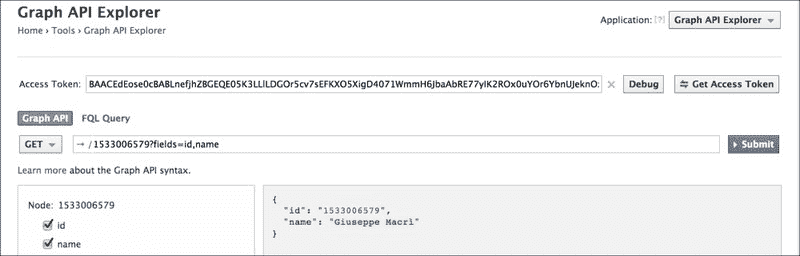 Graph API Explorer
Home › Tools › Graph API Explorer
Application: [?] Graph API Explorer
Access Token: Debug Get Access Token
Graph API FQL Query
GET → /1533006579?fields=id,name Submit
Learn more about the Graph API syntax.
Node: 1533006579
id
name
{
"id": "1533006579",
"name": "Giuseppe Macrì"
}